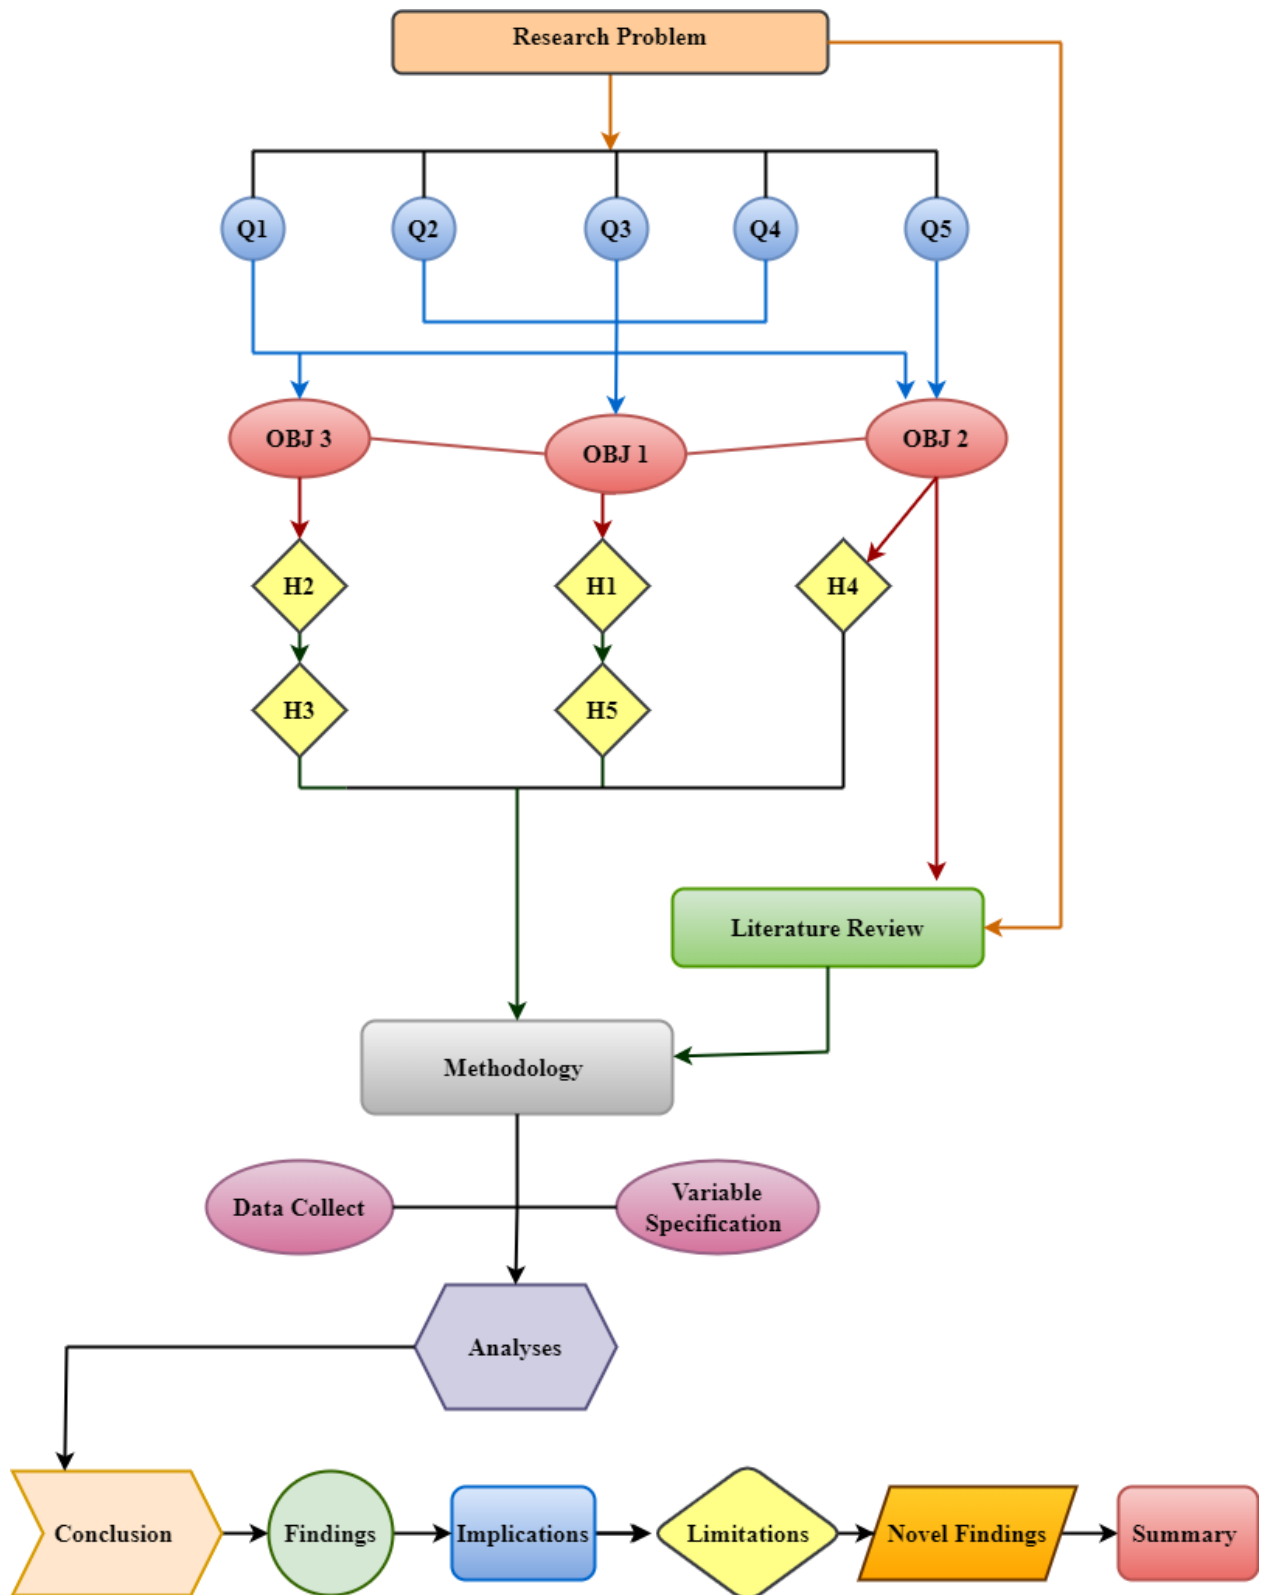 Research Problem
Q1
Q2
Q3
Q4
Q5
OBJ 3
OBJ 1
OBJ 2
H2
H1
H4
H3
H5
Literature Review
Methodology
Data Collect
Variable
Specification
Analyses
Conclusion
Findings
Implications
Limitations
Novel Findings
Summary